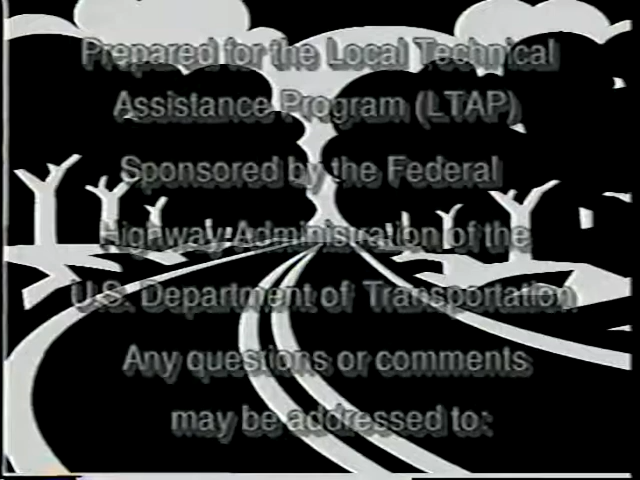 Prepared for the Local Technical
Assistance Program (LTAP)
Sponsored by the Federal
Highway Administration of the
U.S. Department of Transportation
Any questions or comments
may be addressed to: